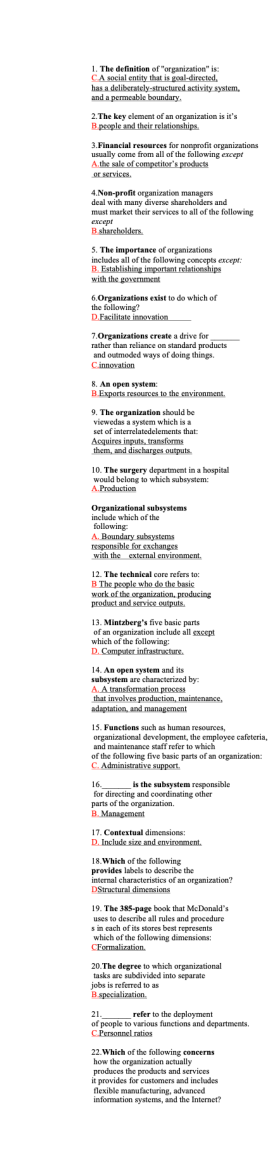 1. The definition of "organization" is:
C.A social entity that is goal-directed,
has a deliberately-structured activity system,
and a permeable boundary.
2.The key element of an organization is it's
B.people and their relationships.
3.Financial resources for nonprofit organizations
usually come from all of the following except
A.the sale of competitor's products
or services.
4.Non-profit organization managers
deal with many diverse shareholders and
must market their services to all of the following
except
B.shareholders.
5. The importance of organizations
includes all of the following concepts except:
B. Establishing important relationships
with the government
6.Organizations exist to do which of
the following?
D.Facilitate innovation_____
7.Organizations create a drive for ______
rather than reliance on standard products
and outmoded ways of doing things.
C.innovation
8. An open system:
B.Exports resources to the environment.
9. The organization should be
viewedas a system which is a
set of interrelatedelements that:
Acquires inputs, transforms
them, and discharges outputs.
10. The surgery department in a hospital
would belong to which subsystem:
A.Production
Organizational subsystems
include which of the
following:
A. Boundary subsystems
responsible for exchanges
with the external environment.
12. The technical core refers to:
B The people who do the basic
work of the organization, producing
product and service outputs.
13. Mintzberg's five basic parts
of an organization include all except
which of the following:
D. Computer infrastructure.
14. An open system and its
subsystem are characterized by:
A. A transformation process
that involves production, maintenance,
adaptation, and management
15. Functions such as human resources,
organizational development, the employee cafeteria,
and maintenance staff refer to which
of the following five basic parts of an organization:
C. Administrative support.
16.______ is the subsystem responsible
for directing and coordinating other
parts of the organization.
B. Management
17. Contextual dimensions:
D. Include size and environment.
18.Which of the following
provides labels to describe the
internal characteristics of an organization?
DStructural dimensions
19. The 385-page book that McDonald's
uses to describe all rules and procedure
s in each of its stores best represents
which of the following dimensions:
CFormalization.
20.The degree to which organizational
tasks are subdivided into separate
jobs is referred to as
B.specialization.
21.______ refer to the deployment
of people to various functions and departments.
C.Personnel ratios
22.Which of the following concerns
how the organization actually
produces the products and services
it provides for customers and includes
flexible manufacturing, advanced
information systems, and the Internet?